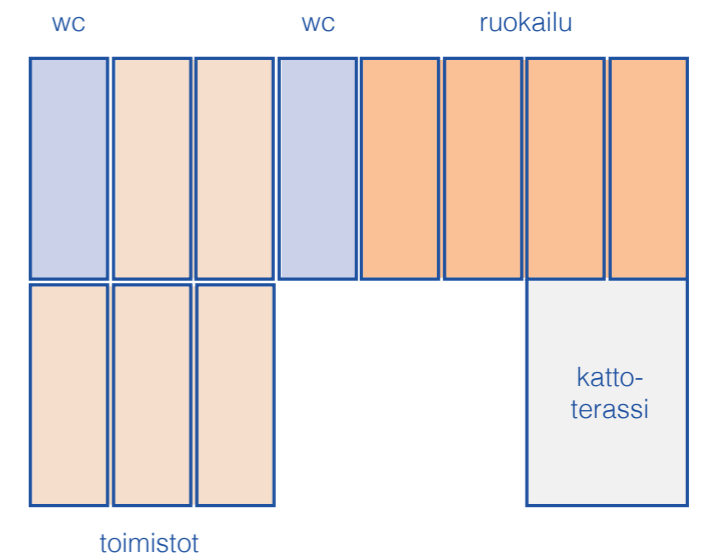 wc
wc
ruokailu
katto-
terassi
toimistot